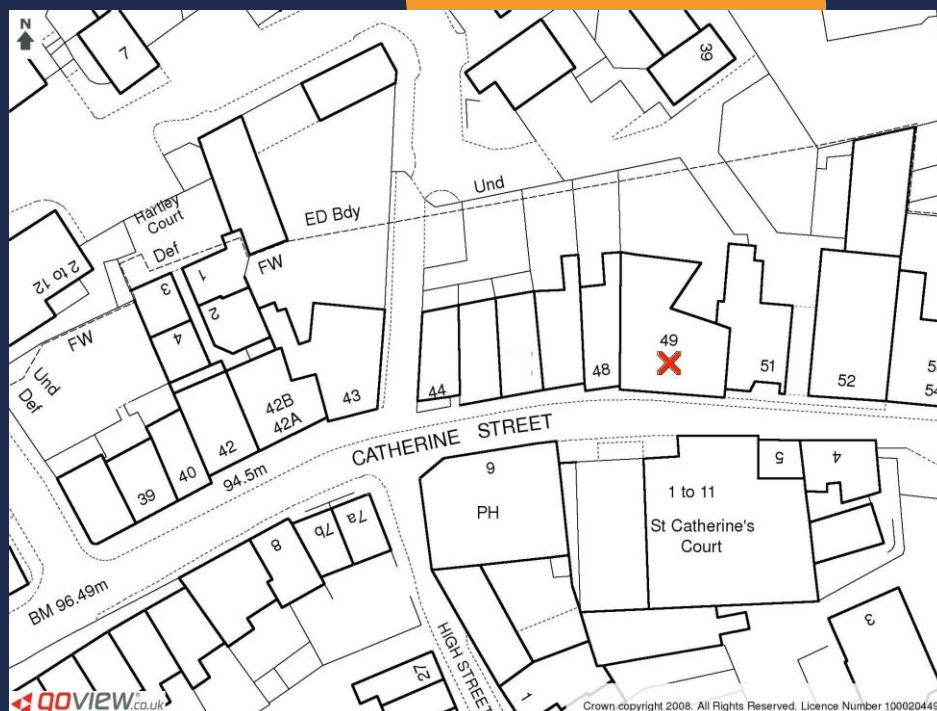 N
7
39
Und
ED Bdy
Hartley
Court
Def
FW
1
2
3
4
2 to 12
FW
Und
Def
39
40
42
42B
42A
43
44
48
49
51
52
54
94.5m
CATHERINE STREET
BM 96.49m
8
7b
7a
9
PH
1 to 11
St Catherine's
Court
5
4
3
HIGH STREET
27
1
goview.co.uk
Crown copyright 2008. All Rights Reserved. Licence Number 100020449